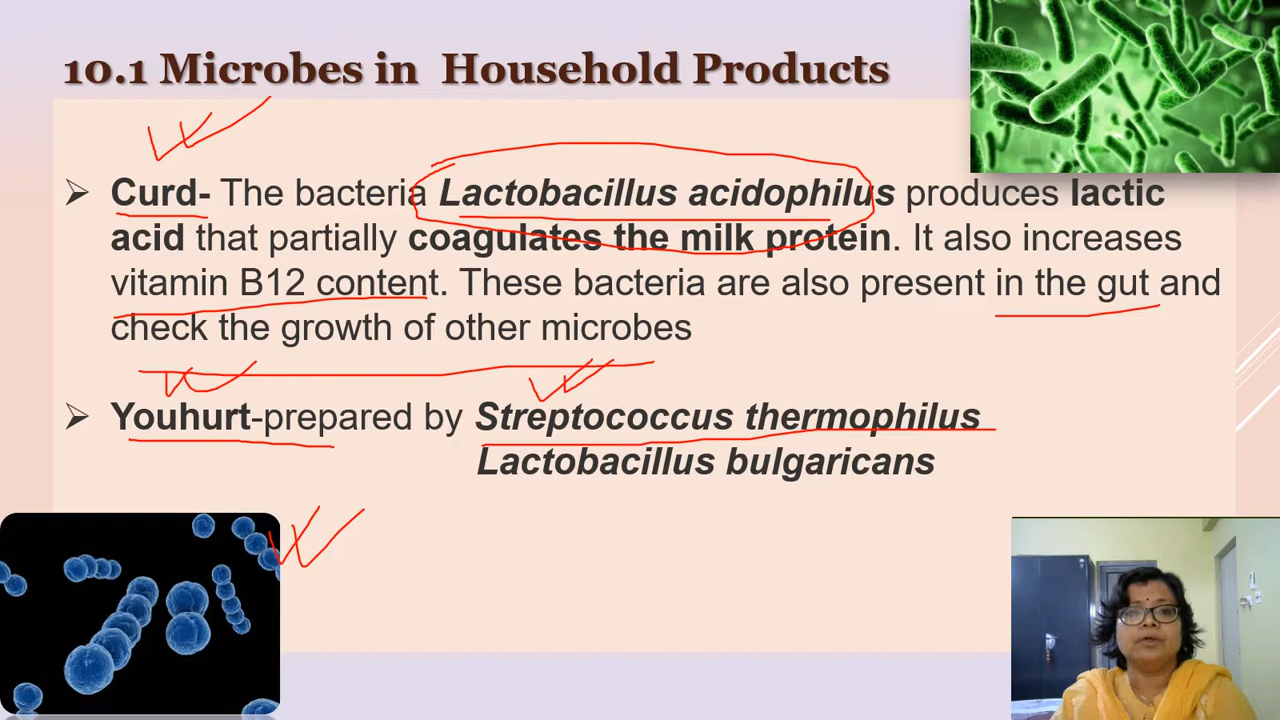 10.1 Microbes in Household Products
Curd- The bacteria Lactobacillus acidophilus produces lactic
acid that partially coagulates the milk protein. It also increases
vitamin B12 content. These bacteria are also present in the gut and
check the growth of other microbes
Youhurt-prepared by Streptococcus thermophilus
Lactobacillus bulgaricans